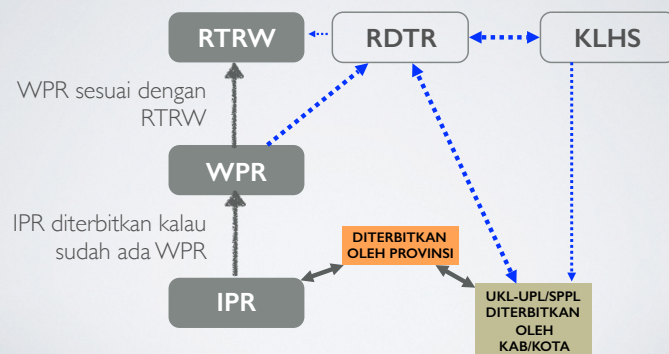 RTRW
RDTR
KLHS
WPR sesuai dengan
RTRW
WPR
IPR diterbitkan kalau
sudah ada WPR
DITERBITKAN
OLEH PROVINSI
IPR
UKL-UPL/SPPL
DITERBITKAN
OLEH
KAB/KOTA